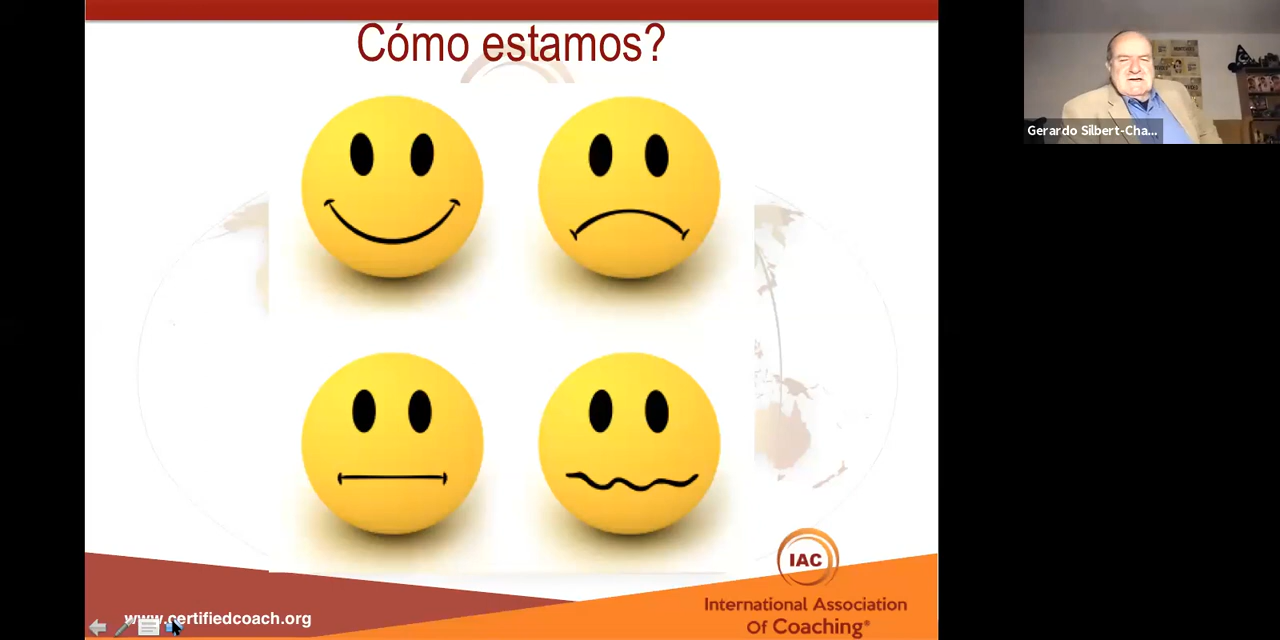 Cómo estamos?
Gerardo Silbert-Cha...
IAC
International Association
Of Coaching®
www.certifiedcoach.org